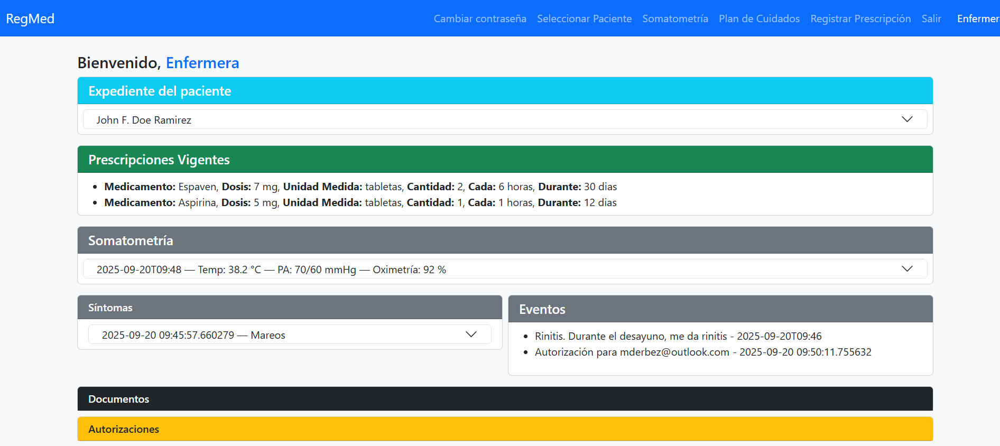 RegMed
Cambiar contraseña Seleccionar Paciente Somatometría Plan de Cuidados Registrar Prescripción Salir Enfermer
Bienvenido, Enfermera
Expediente del paciente
John F. Doe Ramirez
Prescripciones Vigentes
Medicamento: Espaven, Dosis: 7 mg, Unidad Medida: tabletas, Cantidad: 2, Cada: 6 horas, Durante: 30 dias
Medicamento: Aspirina, Dosis: 5 mg, Unidad Medida: tabletas, Cantidad: 1, Cada: 1 horas, Durante: 12 dias
Somatometría
2025-09-20T09:48 — Temp: 38.2 °C — PA: 70/60 mmHg — Oximetría: 92 %
Síntomas
2025-09-20 09:45:57.660279 — Mareos
Eventos
Rinitis. Durante el desayuno, me da rinitis - 2025-09-20T09:46
Autorización para mderbez@outlook.com - 2025-09-20 09:50:11.755632
Documentos
Autorizaciones